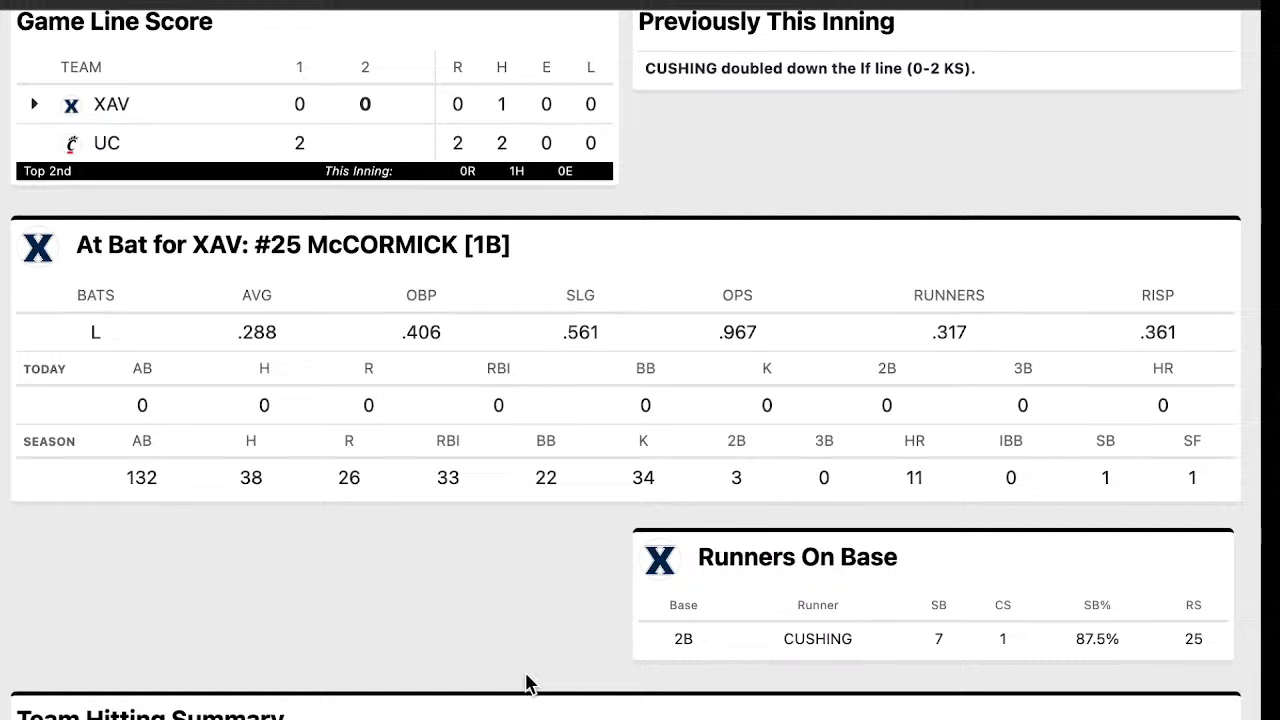 Game Line Score
TEAM 1 2 R H E L
X XAV 0 0 0 1 0 0
C UC 2 2 2 0 0
Top 2nd This Inning: 0R 1H 0E
Previously This Inning
CUSHING doubled down the lf line (0-2 KS).
X At Bat for XAV: #25 McCORMICK [1B]
BATS AVG OBP SLG OPS RUNNERS RISP
L .288 .406 .561 .967 .317 .361
TODAY AB H R RBI BB K 2B 3B HR
0 0 0 0 0 0 0 0 0
SEASON AB H R RBI BB K 2B 3B HR IBB SB SF
132 38 26 33 22 34 3 0 11 0 1 1
X Runners On Base
Base Runner SB CS SB% RS
2B CUSHING 7 1 87.5% 25
Team Hitting Summary